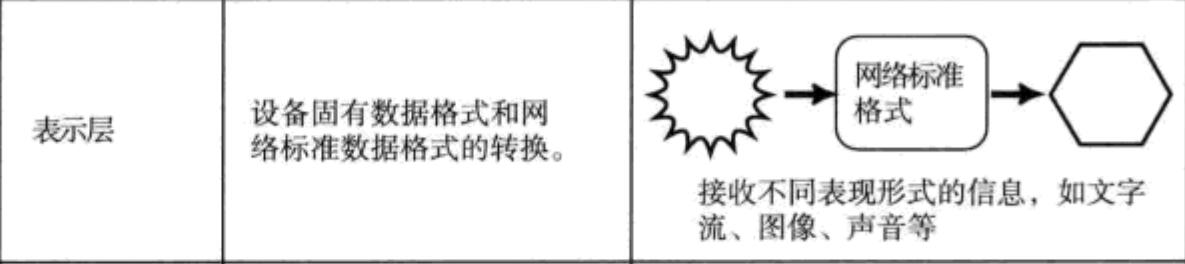 表示层
设备固有数据格式和网
络标准数据格式的转换。
网络标准
格式
接收不同表现形式的信息，如文字
流、图像、声音等